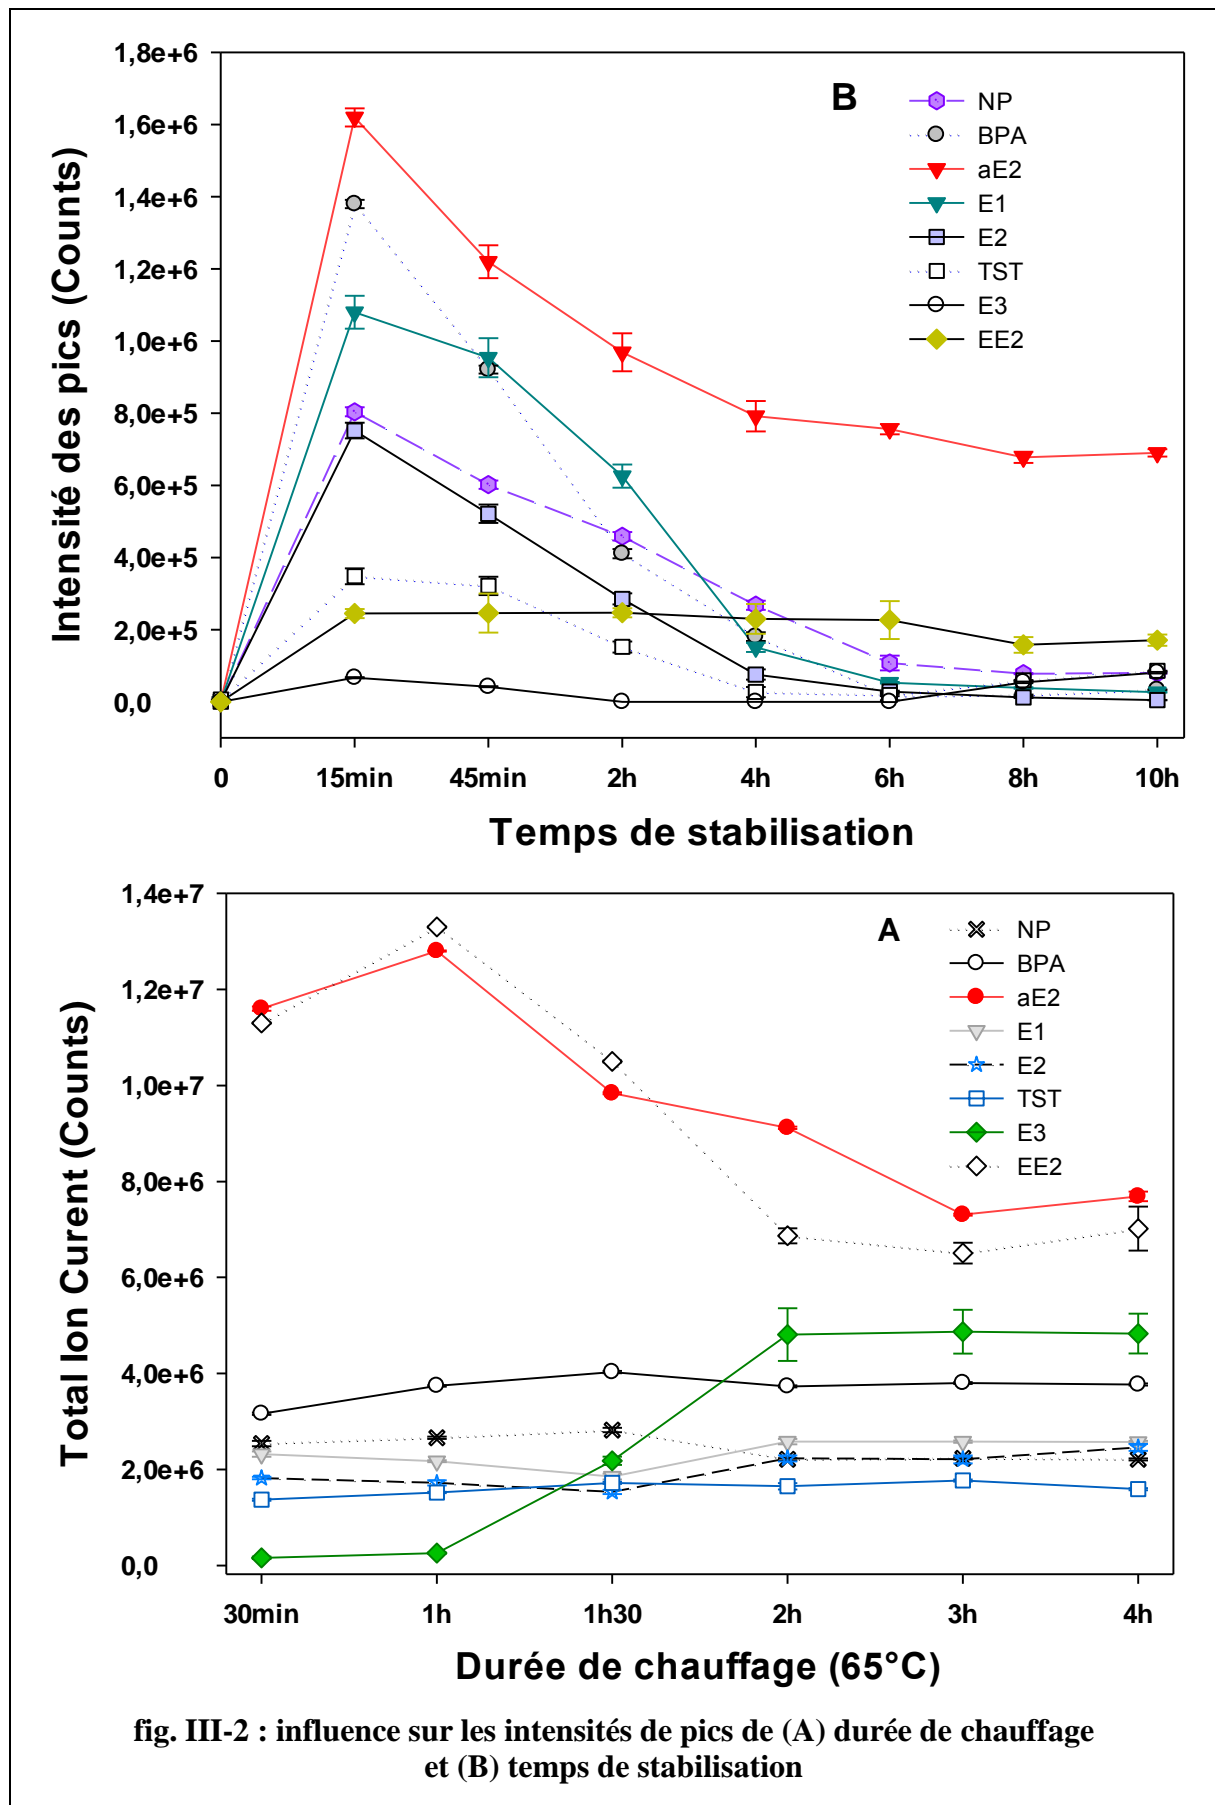 1,8e+6
1,6e+6
1,4e+6
1,2e+6
1,0e+6
8,0e+5
6,0e+5
4,0e+5
2,0e+5
0,0
Intensité des pics (Counts)
B
NP
BPA
aE2
E1
E2
TST
E3
EE2
0 15min 45min 2h 4h 6h 8h 10h
Temps de stabilisation
1,4e+7
1,2e+7
1,0e+7
8,0e+6
6,0e+6
4,0e+6
2,0e+6
0,0
Total Ion Curent (Counts)
A
NP
BPA
aE2
E1
E2
TST
E3
EE2
30min 1h 1h30 2h 3h 4h
Durée de chauffage (65°C)
fig. III-2 : influence sur les intensités de pics de (A) durée de chauffage
et (B) temps de stabilisation